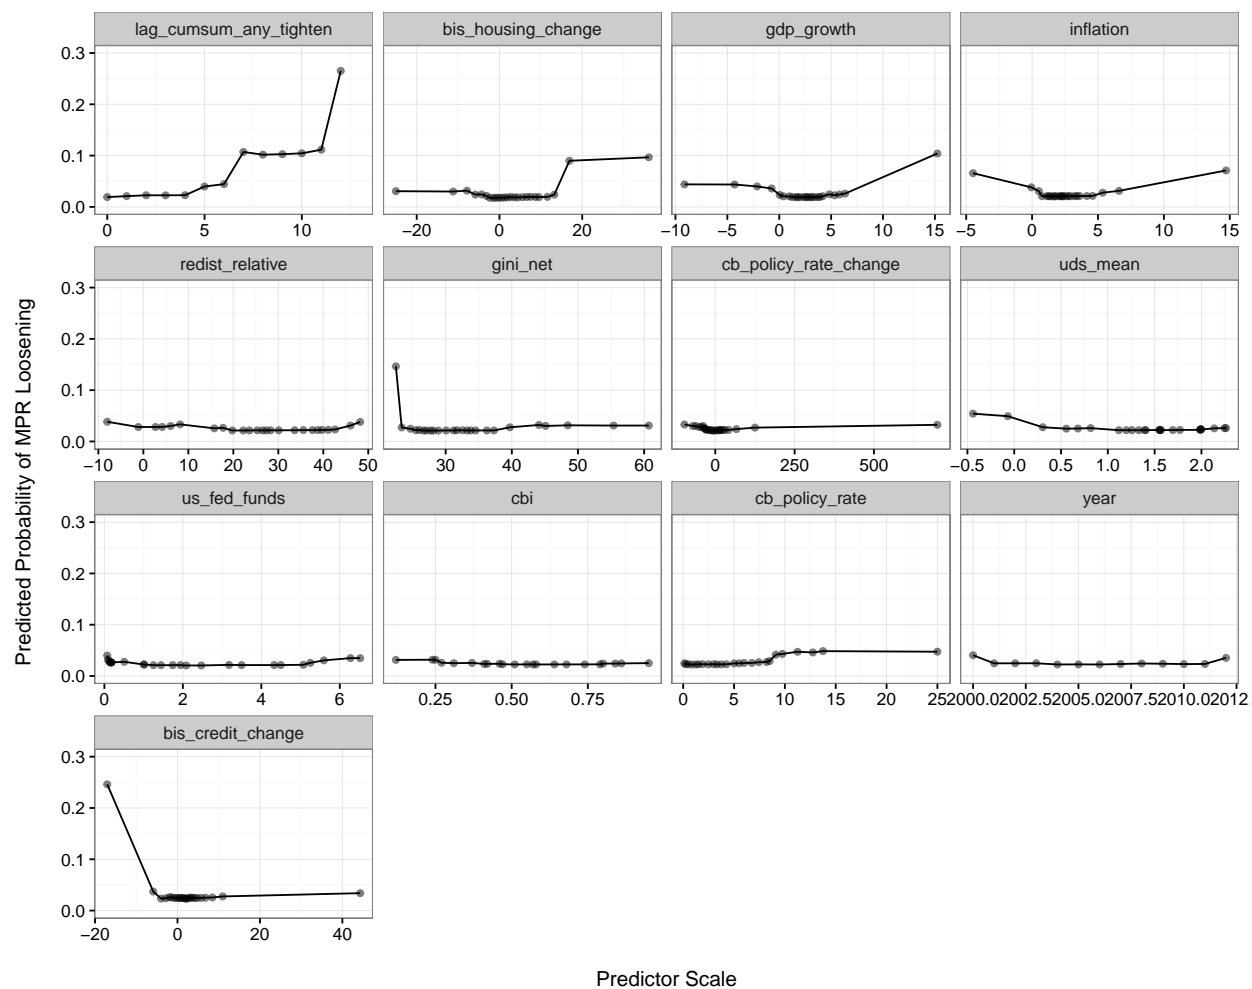 lag_cumsum_any_tighten bis_housing_change gdp_growth inflation
0.3
0.2
0.1
0.0
0 5 10 −20 0 20 −10 −5 0 5 10 15 −5 0 5 10 15
redist_relative gini_net cb_policy_rate_change uds_mean
0.3
0.2
0.1
0.0
−10 0 10 20 30 40 50 30 40 50 60 0 250 500 −0.5 0.0 0.5 1.0 1.5 2.0
us_fed_funds cbi cb_policy_rate year
0.3
0.2
0.1
0.0
0 2 4 6 0.25 0.50 0.75 0 5 10 15 20 25 2000.0 2002.5 2005.0 2007.5 2010.0 2012.
bis_credit_change
0.3
0.2
0.1
0.0
−20 0 20 40
Predicted Probability of MPR Loosening
Predictor Scale